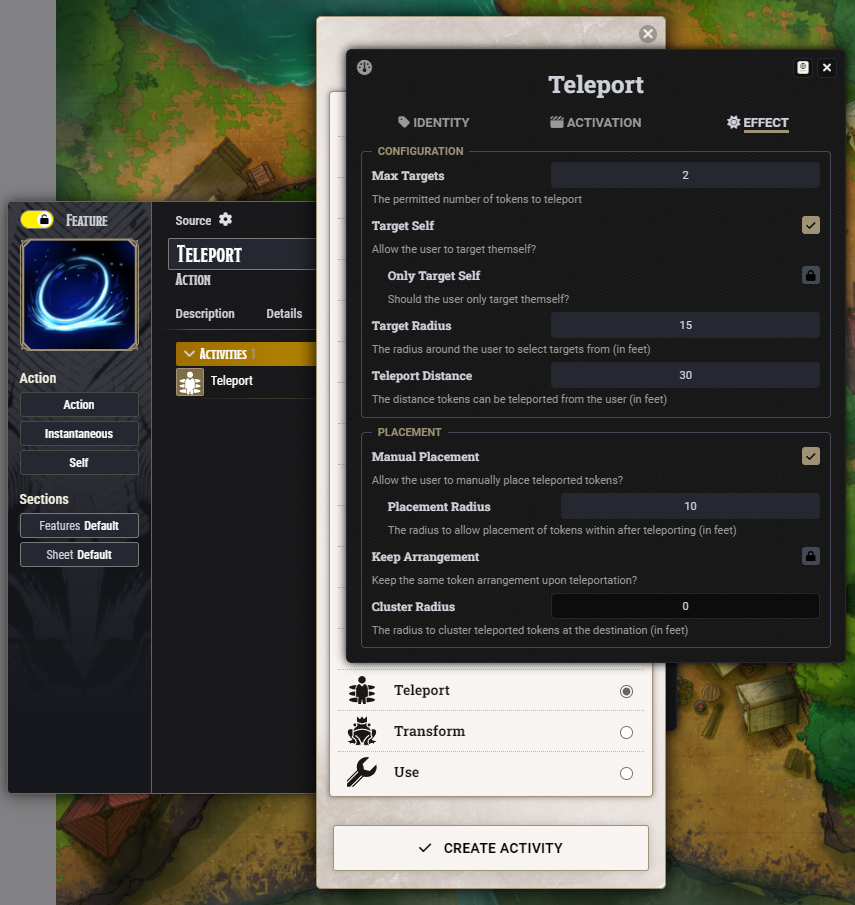 Teleport
IDENTITY
ACTIVATION
EFFECT
CONFIGURATION
Max Targets
2
The permitted number of tokens to teleport
Target Self
Allow the user to target themself?
Only Target Self
Should the user only target themself?
Target Radius
15
The radius around the user to select targets from (in feet)
Teleport Distance
30
The distance tokens can be teleported from the user (in feet)
PLACEMENT
Manual Placement
Allow the user to manually place teleported tokens?
Placement Radius
10
The radius to allow placement of tokens within after teleporting (in feet)
Keep Arrangement
Keep the same token arrangement upon teleportation?
Cluster Radius
0
The radius to cluster teleported tokens at the destination (in feet)
Feature
Source
Teleport
Action
Description
Details
Activities 1
Teleport
Action
Action
Instantaneous
Self
Sections
Features Default
Sheet Default
Teleport
Transform
Use
CREATE ACTIVITY